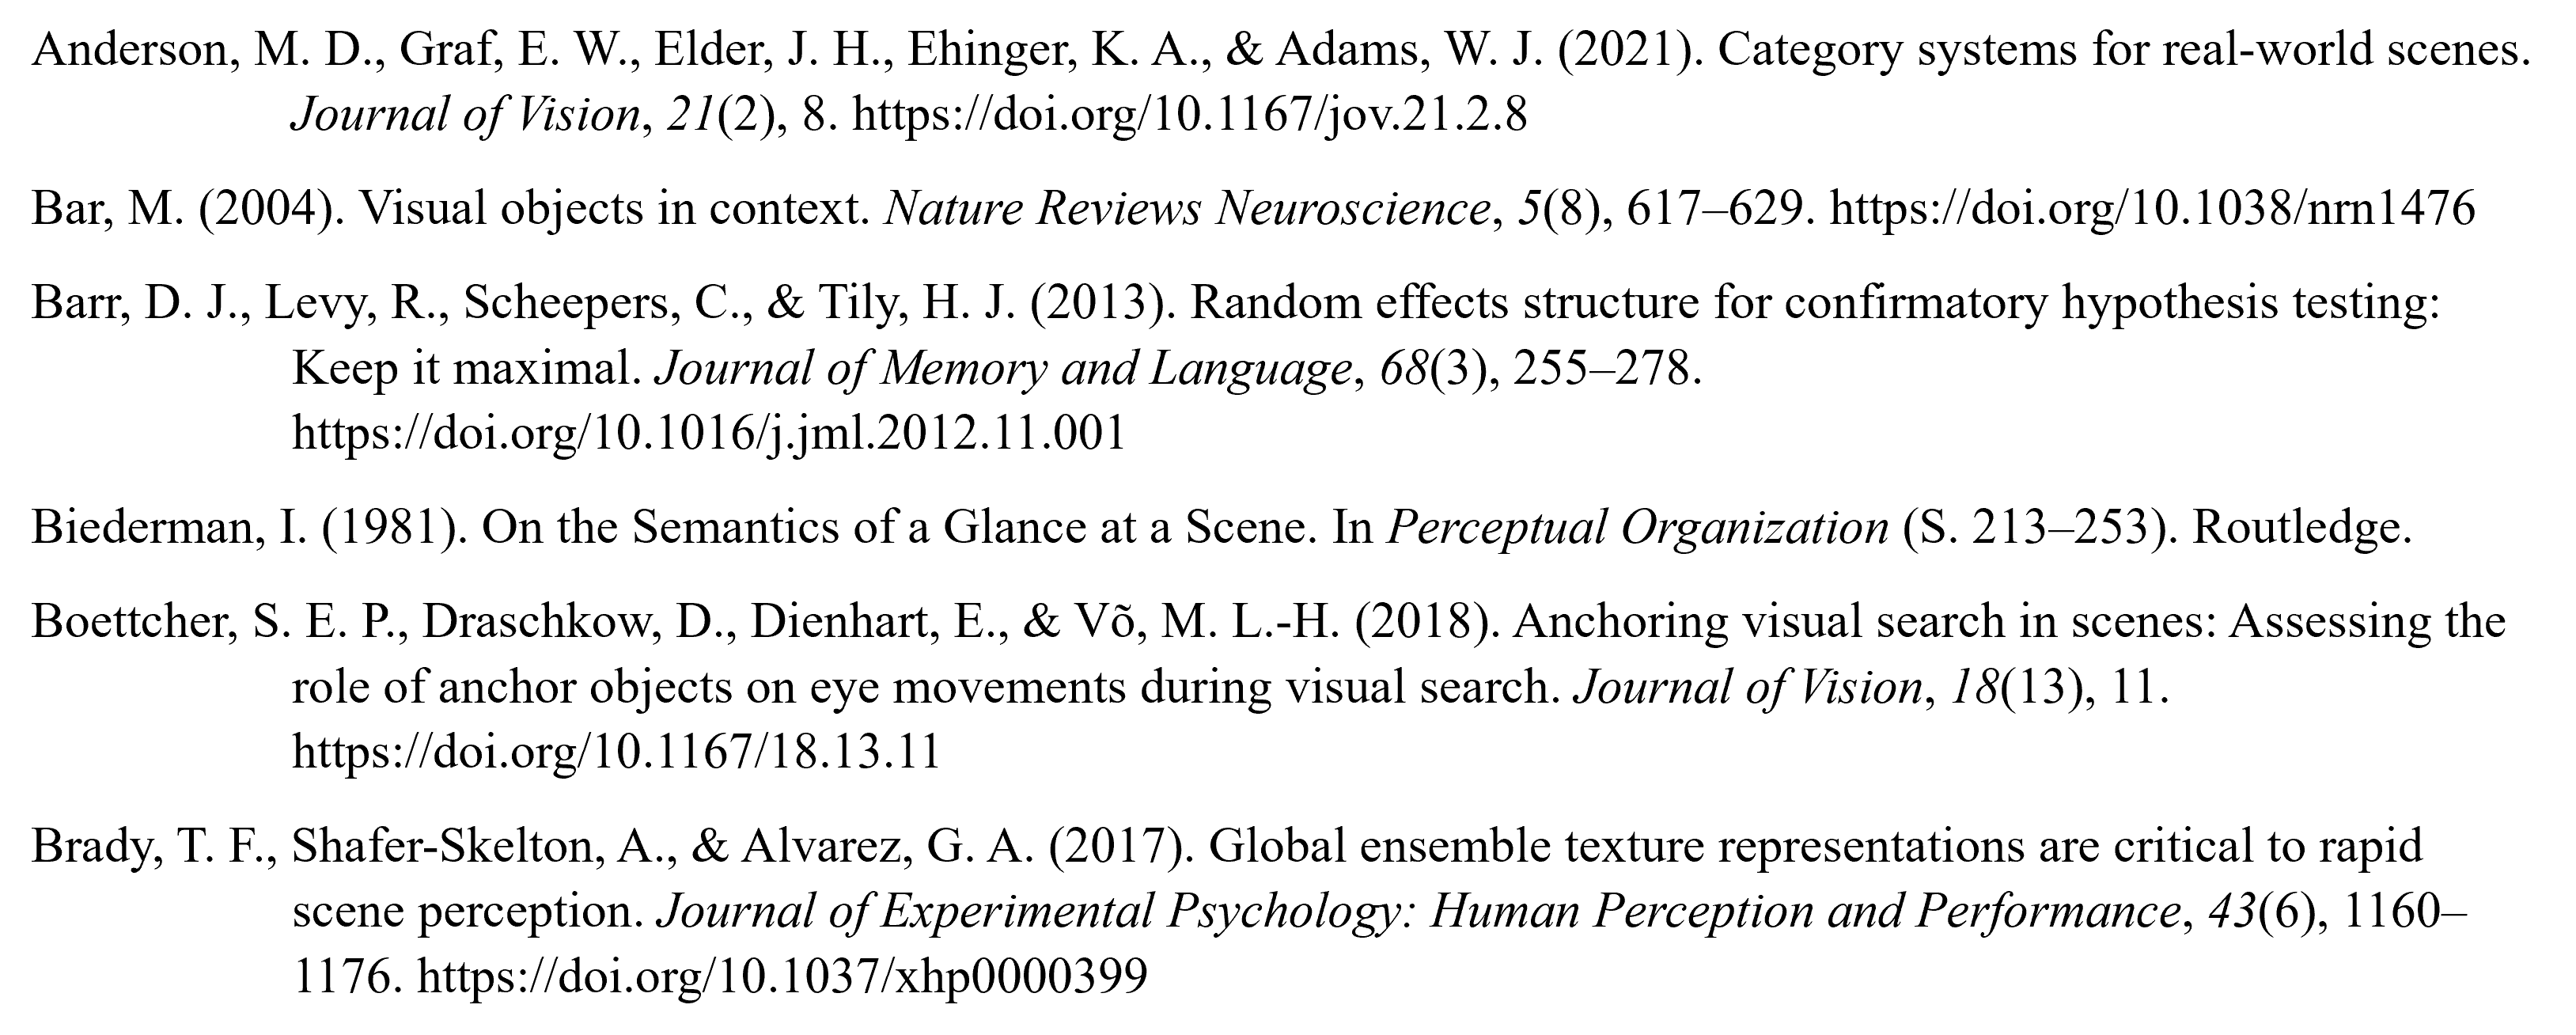 Anderson, M. D., Graf, E. W., Elder, J. H., Ehinger, K. A., & Adams, W. J. (2021). Category systems for real-world scenes.
Journal of Vision, 21(2), 8. https://doi.org/10.1167/jov.21.2.8
Bar, M. (2004). Visual objects in context. Nature Reviews Neuroscience, 5(8), 617–629. https://doi.org/10.1038/nrn1476
Barr, D. J., Levy, R., Scheepers, C., & Tily, H. J. (2013). Random effects structure for confirmatory hypothesis testing:
Keep it maximal. Journal of Memory and Language, 68(3), 255–278.
https://doi.org/10.1016/j.jml.2012.11.001
Biederman, I. (1981). On the Semantics of a Glance at a Scene. In Perceptual Organization (S. 213–253). Routledge.
Boettcher, S. E. P., Draschkow, D., Dienhart, E., & Võ, M. L.-H. (2018). Anchoring visual search in scenes: Assessing the
role of anchor objects on eye movements during visual search. Journal of Vision, 18(13), 11.
https://doi.org/10.1167/18.13.11
Brady, T. F., Shafer-Skelton, A., & Alvarez, G. A. (2017). Global ensemble texture representations are critical to rapid
scene perception. Journal of Experimental Psychology: Human Perception and Performance, 43(6), 1160–
1176. https://doi.org/10.1037/xhp0000399